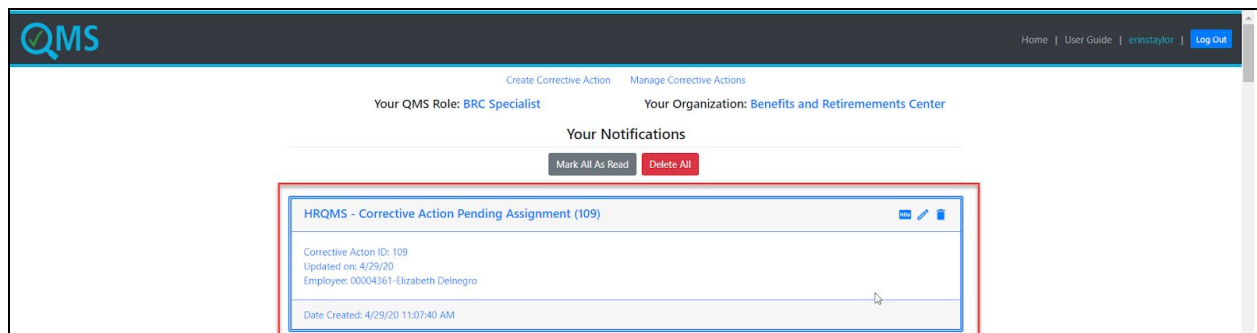 QMS
Home | User Guide | erinstaylor | Log Out
Create Corrective Action Manage Corrective Actions
Your QMS Role: BRC Specialist Your Organization: Benefits and Retiremements Center
Your Notifications
Mark All As Read Delete All
HRQMS - Corrective Action Pending Assignment (109) NEW
Corrective Acton ID: 109
Updated on: 4/29/20
Employee: 00004361-Elizabeth Delnegro
Date Created: 4/29/20 11:07:40 AM